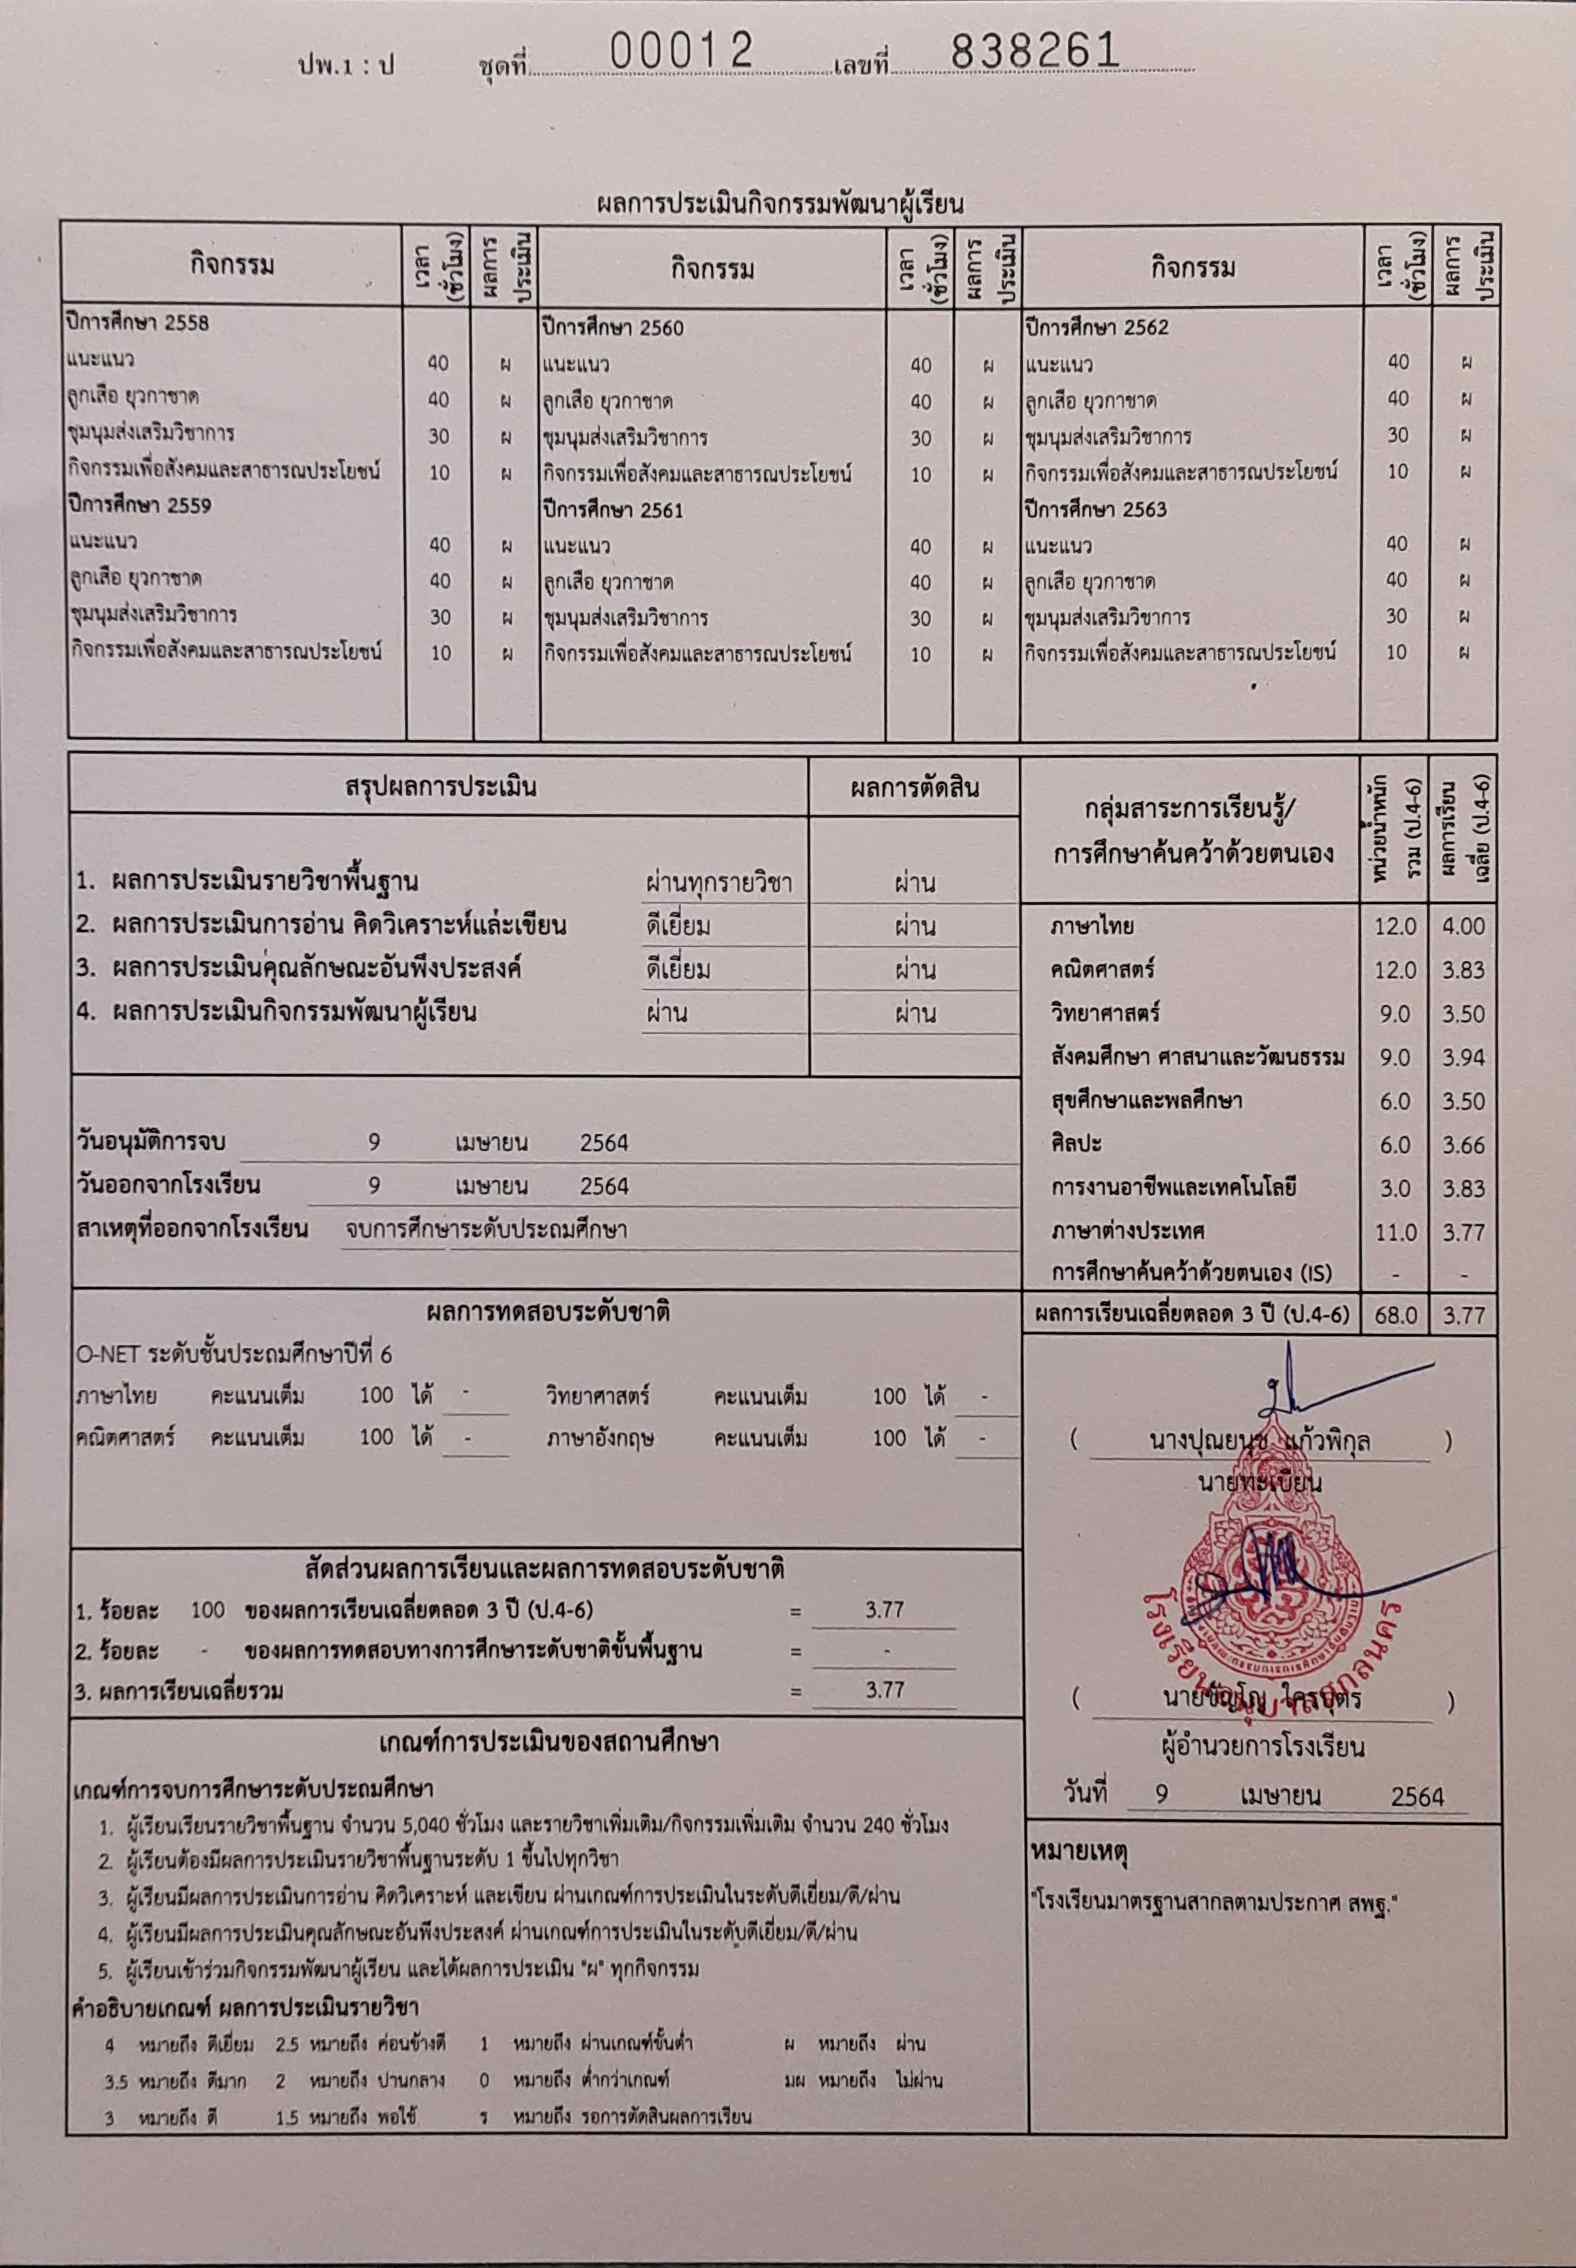 ปพ.1 : ป ชุดที่ 00012 เลขที่ 838261
ผลการประเมินกิจกรรมพัฒนาผู้เรียน
กิจกรรม เวลา (ชั่วโมง) ผลการประเมิน กิจกรรม เวลา (ชั่วโมง) ผลการประเมิน กิจกรรม เวลา (ชั่วโมง) ผลการประเมิน
ปีการศึกษา 2558 ปีการศึกษา 2560 ปีการศึกษา 2562
แนะแนว 40 ผ แนะแนว 40 ผ แนะแนว 40 ผ
ลูกเสือ ยุวกาชาด 40 ผ ลูกเสือ ยุวกาชาด 40 ผ ลูกเสือ ยุวกาชาด 40 ผ
ชุมนุมส่งเสริมวิชาการ 30 ผ ชุมนุมส่งเสริมวิชาการ 30 ผ ชุมนุมส่งเสริมวิชาการ 30 ผ
กิจกรรมเพื่อสังคมและสาธารณประโยชน์ 10 ผ กิจกรรมเพื่อสังคมและสาธารณประโยชน์ 10 ผ กิจกรรมเพื่อสังคมและสาธารณประโยชน์ 10 ผ
ปีการศึกษา 2559 ปีการศึกษา 2561 ปีการศึกษา 2563
แนะแนว 40 ผ แนะแนว 40 ผ แนะแนว 40 ผ
ลูกเสือ ยุวกาชาด 40 ผ ลูกเสือ ยุวกาชาด 40 ผ ลูกเสือ ยุวกาชาด 40 ผ
ชุมนุมส่งเสริมวิชาการ 30 ผ ชุมนุมส่งเสริมวิชาการ 30 ผ ชุมนุมส่งเสริมวิชาการ 30 ผ
กิจกรรมเพื่อสังคมและสาธารณประโยชน์ 10 ผ กิจกรรมเพื่อสังคมและสาธารณประโยชน์ 10 ผ กิจกรรมเพื่อสังคมและสาธารณประโยชน์ 10 ผ
สรุปผลการประเมิน ผลการตัดสิน
1. ผลการประเมินรายวิชาพื้นฐาน ผ่านทุกรายวิชา ผ่าน
2. ผลการประเมินการอ่าน คิดวิเคราะห์และเขียน ดีเยี่ยม ผ่าน
3. ผลการประเมินคุณลักษณะอันพึงประสงค์ ดีเยี่ยม ผ่าน
4. ผลการประเมินกิจกรรมพัฒนาผู้เรียน ผ่าน ผ่าน
วันอนุมัติการจบ 9 เมษายน 2564
วันออกจากโรงเรียน 9 เมษายน 2564
สาเหตุที่ออกจากโรงเรียน จบการศึกษาระดับประถมศึกษา
ผลการทดสอบระดับชาติ
O-NET ระดับชั้นประถมศึกษาปีที่ 6
ภาษาไทย คะแนนเต็ม 100 ได้ - วิทยาศาสตร์ คะแนนเต็ม 100 ได้ -
คณิตศาสตร์ คะแนนเต็ม 100 ได้ - ภาษาอังกฤษ คะแนนเต็ม 100 ได้ -
สัดส่วนผลการเรียนและผลการทดสอบระดับชาติ
1. ร้อยละ 100 ของผลการเรียนเฉลี่ยตลอด 3 ปี (ป.4-6) = 3.77
2. ร้อยละ - ของผลการทดสอบทางการศึกษาระดับชาติขั้นพื้นฐาน = -
3. ผลการเรียนเฉลี่ยรวม = 3.77
เกณฑ์การประเมินของสถานศึกษา
เกณฑ์การจบการศึกษาระดับประถมศึกษา
1. ผู้เรียนเรียนรายวิชาพื้นฐาน จำนวน 5,040 ชั่วโมง และรายวิชาเพิ่มเติม/กิจกรรมเพิ่มเติม จำนวน 240 ชั่วโมง
2. ผู้เรียนต้องมีผลการประเมินรายวิชาพื้นฐานระดับ 1 ขึ้นไปทุกวิชา
3. ผู้เรียนมีผลการประเมินการอ่าน คิดวิเคราะห์ และเขียน ผ่านเกณฑ์การประเมินในระดับดีเยี่ยม/ดี/ผ่าน
4. ผู้เรียนมีผลการประเมินคุณลักษณะอันพึงประสงค์ ผ่านเกณฑ์การประเมินในระดับดีเยี่ยม/ดี/ผ่าน
5. ผู้เรียนเข้าร่วมกิจกรรมพัฒนาผู้เรียน และได้ผลการประเมิน "ผ" ทุกกิจกรรม
คำอธิบายเกณฑ์ ผลการประเมินรายวิชา
4 หมายถึง ดีเยี่ยม 2.5 หมายถึง ค่อนข้างดี 1 หมายถึง ผ่านเกณฑ์ขั้นต่ำ ผ หมายถึง ผ่าน
3.5 หมายถึง ดีมาก 2 หมายถึง ปานกลาง 0 หมายถึง ต่ำกว่าเกณฑ์ มผ หมายถึง ไม่ผ่าน
3 หมายถึง ดี 1.5 หมายถึง พอใช้ ร หมายถึง รอการตัดสินผลการเรียน
กลุ่มสาระการเรียนรู้/
การศึกษาค้นคว้าด้วยตนเอง หน่วยน้ำหนักรวม (ป.4-6) ผลการเรียนเฉลี่ย (ป.4-6)
ภาษาไทย 12.0 4.00
คณิตศาสตร์ 12.0 3.83
วิทยาศาสตร์ 9.0 3.50
สังคมศึกษา ศาสนาและวัฒนธรรม 9.0 3.94
สุขศึกษาและพลศึกษา 6.0 3.50
ศิลปะ 6.0 3.66
การงานอาชีพและเทคโนโลยี 3.0 3.83
ภาษาต่างประเทศ 11.0 3.77
การศึกษาค้นคว้าด้วยตนเอง (IS) - -
ผลการเรียนเฉลี่ยตลอด 3 ปี (ป.4-6) 68.0 3.77
( นางปุณยนุช แก้วพิกุล )
นายทะเบียน
โรงเรียนอนุบาลสกลนคร
( ใครบุตร )
ผู้อำนวยการโรงเรียน
วันที่ 9 เมษายน 2564
หมายเหตุ
"โรงเรียนมาตรฐานสากลตามประกาศ สพฐ."